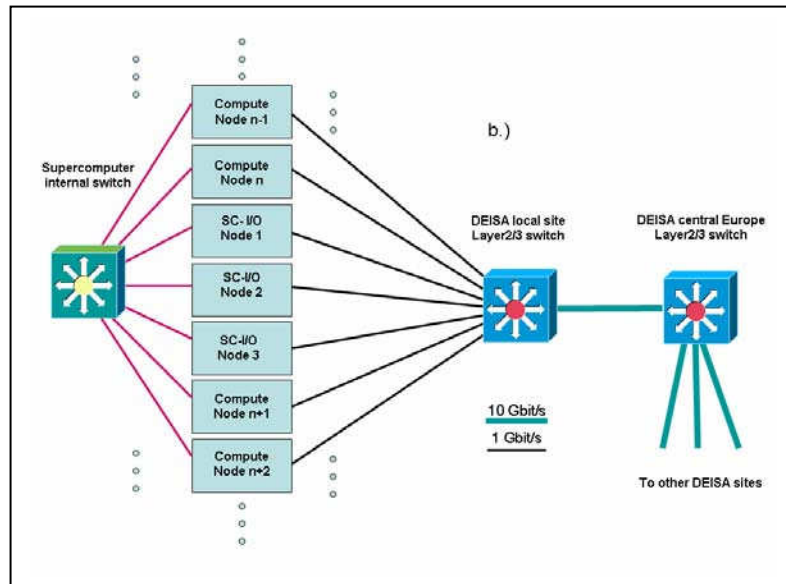 Compute
Node n-1
b.)
Supercomputer
internal switch
Compute
Node n
SC- I/O
Node 1
DEISA local site
Layer2/3 switch
DEISA central Europe
Layer2/3 switch
SC-I/O
Node 2
SC-I/O
Node 3
Compute
Node n+1
10 Gbit/s
1 Gbit/s
Compute
Node n+2
To other DEISA sites